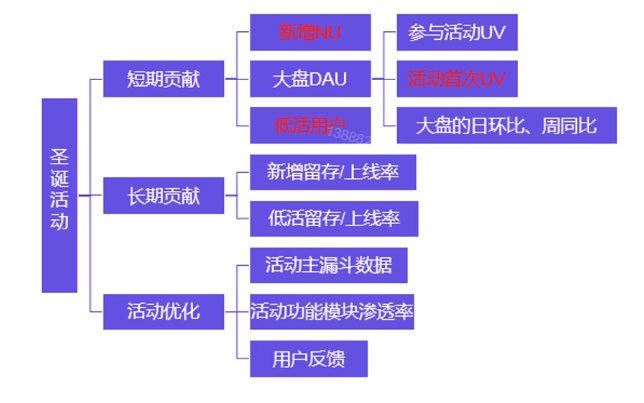 圣诞活动
短期贡献
新增NU
大盘DAU
参与活动UV
活动首次UV
大盘的日环比、周同比
低活用户
长期贡献
新增留存/上线率
低活留存/上线率
活动优化
活动主漏斗数据
活动功能模块渗透率
用户反馈